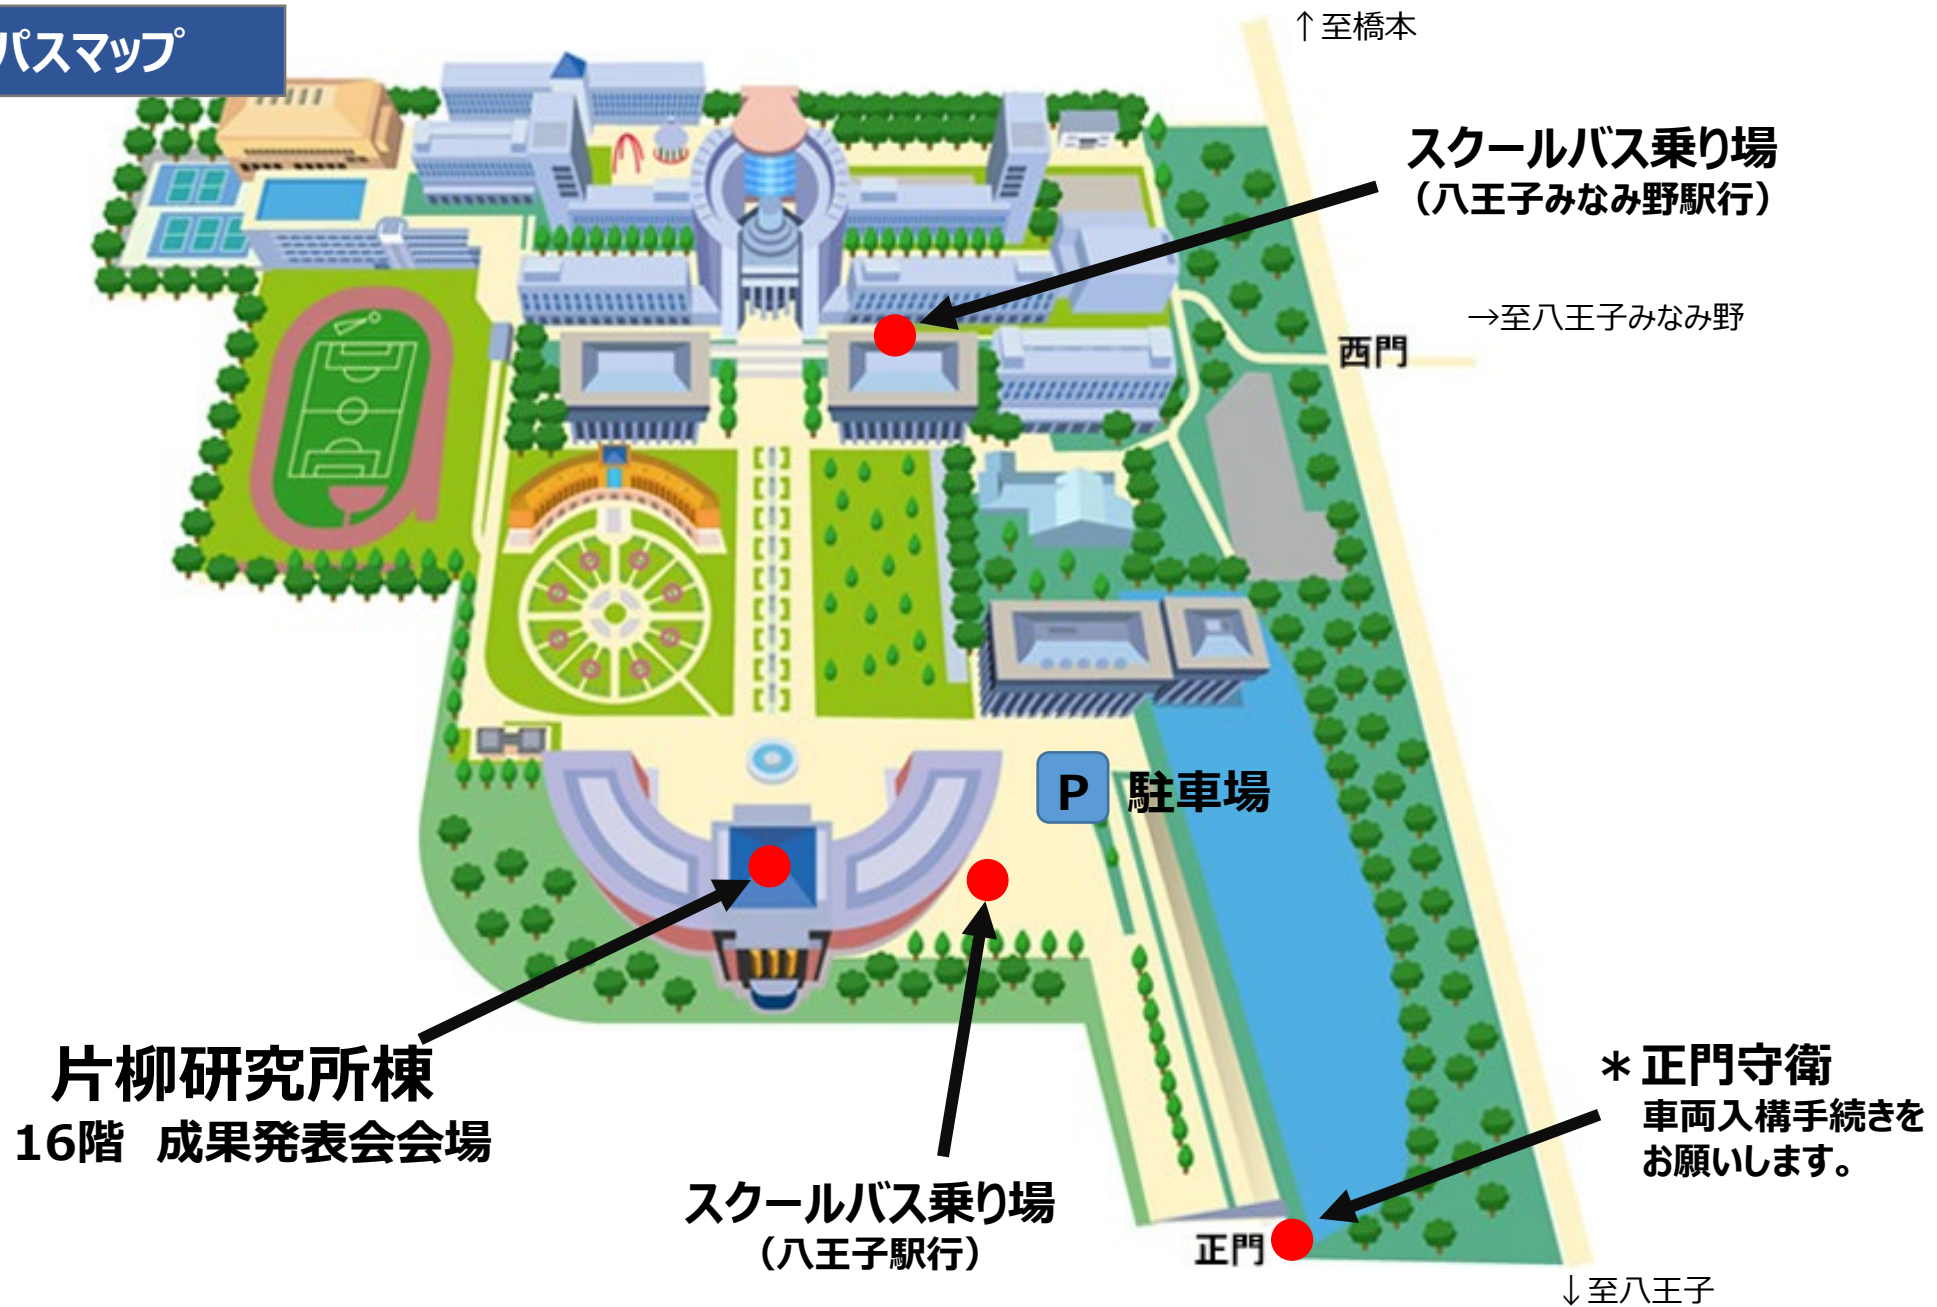 パスマップ
↑至橋本
スクールバス乗り場
（八王子みなみ野駅行）
→至八王子みなみ野
西門
P 駐車場
片柳研究所棟
16階 成果発表会会場
スクールバス乗り場
（八王子駅行）
＊正門守衛
車両入構手続きを
お願いします。
正門
↓至八王子